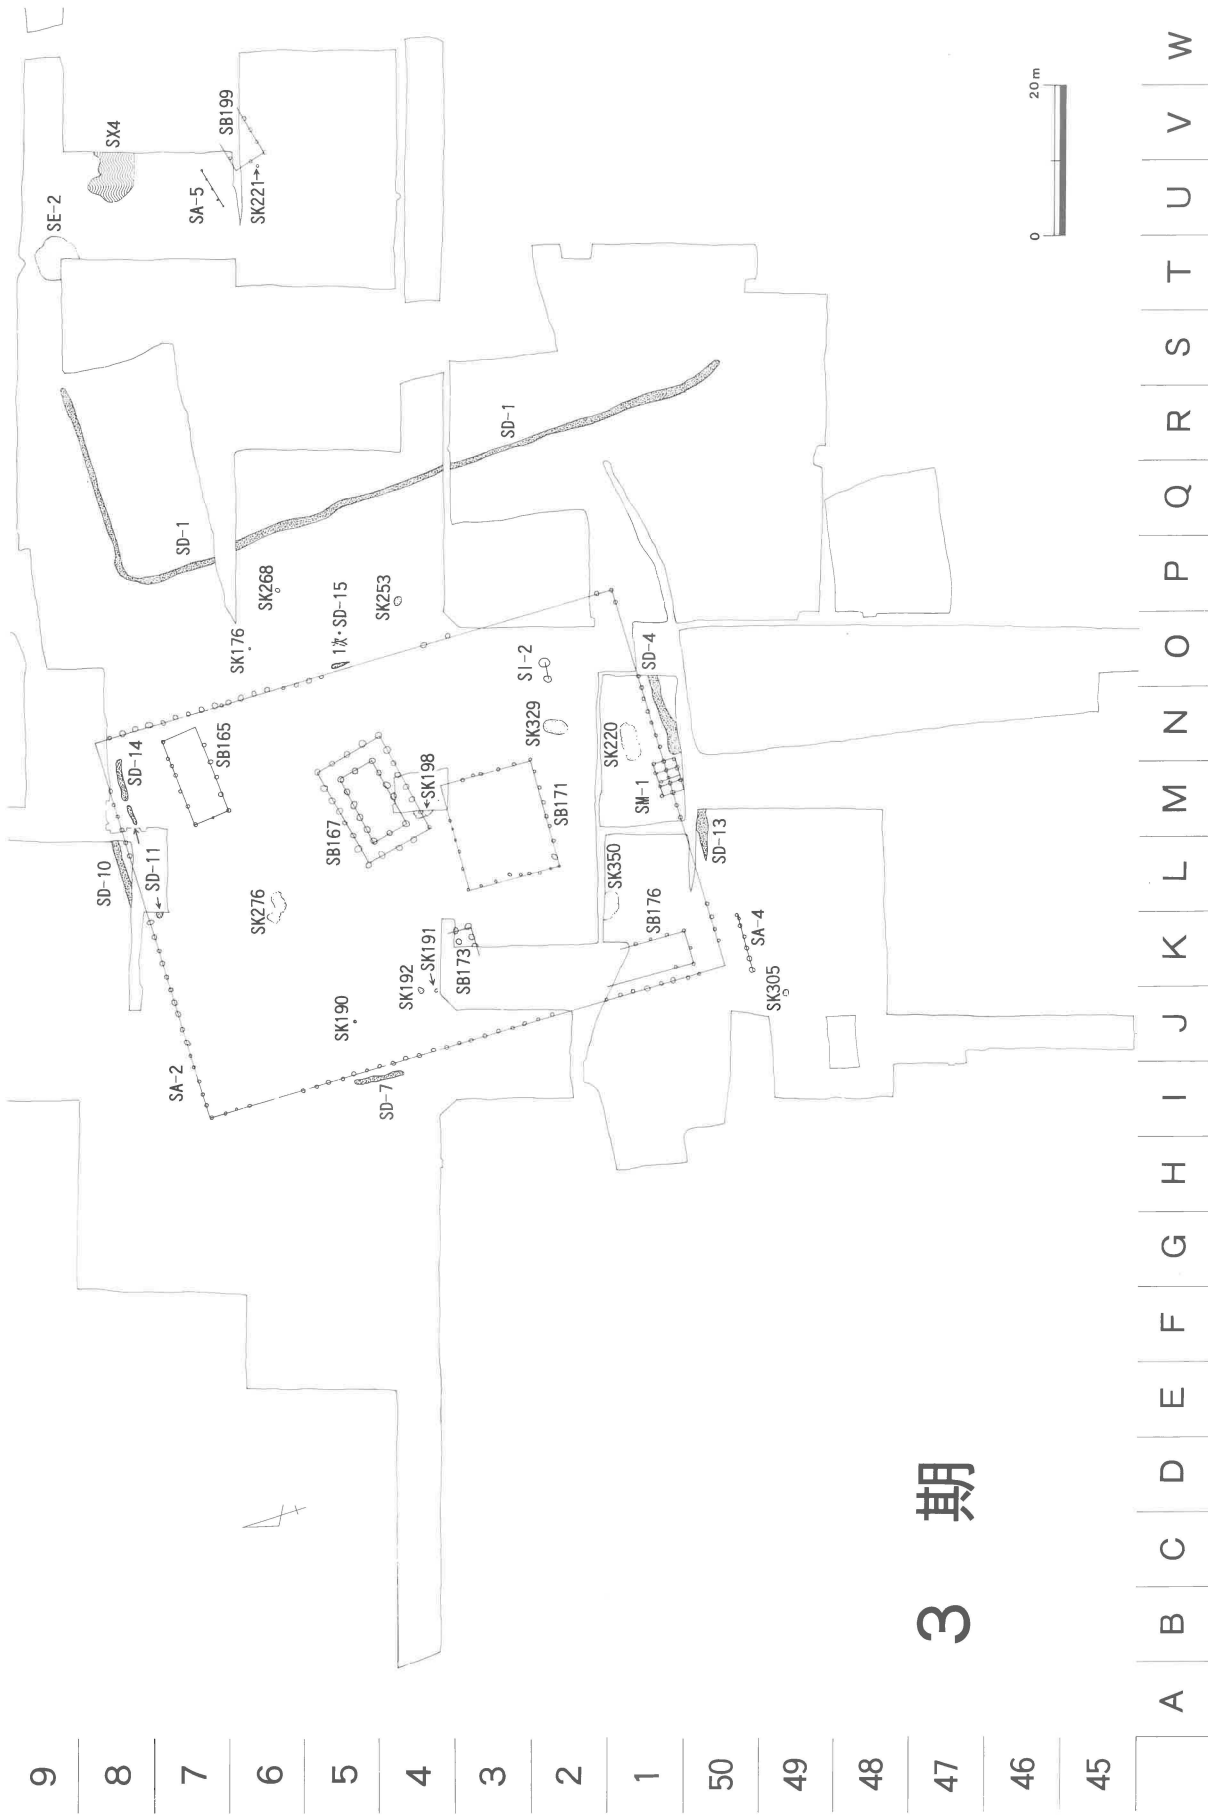 3 期
20m
0
SE-2
SX4
SA-5
SB199
SK221→
SD-1
SD-1
SK268
SK176
1次・SD-15
SK253
SI-2
SK329
SD-4
SK220
SM-1
SD-14
SB165
SB167
SK198
SB171
SD-10
SD-11
SK276
SK350
SD-13
SB176
SA-4
SK305
SB173
SK191
SK192
SK190
SA-2
SD-7
9
8
7
6
5
4
3
2
1
50
49
48
47
46
45
A B C D E F G H I J K L M N O P Q R S T U V W